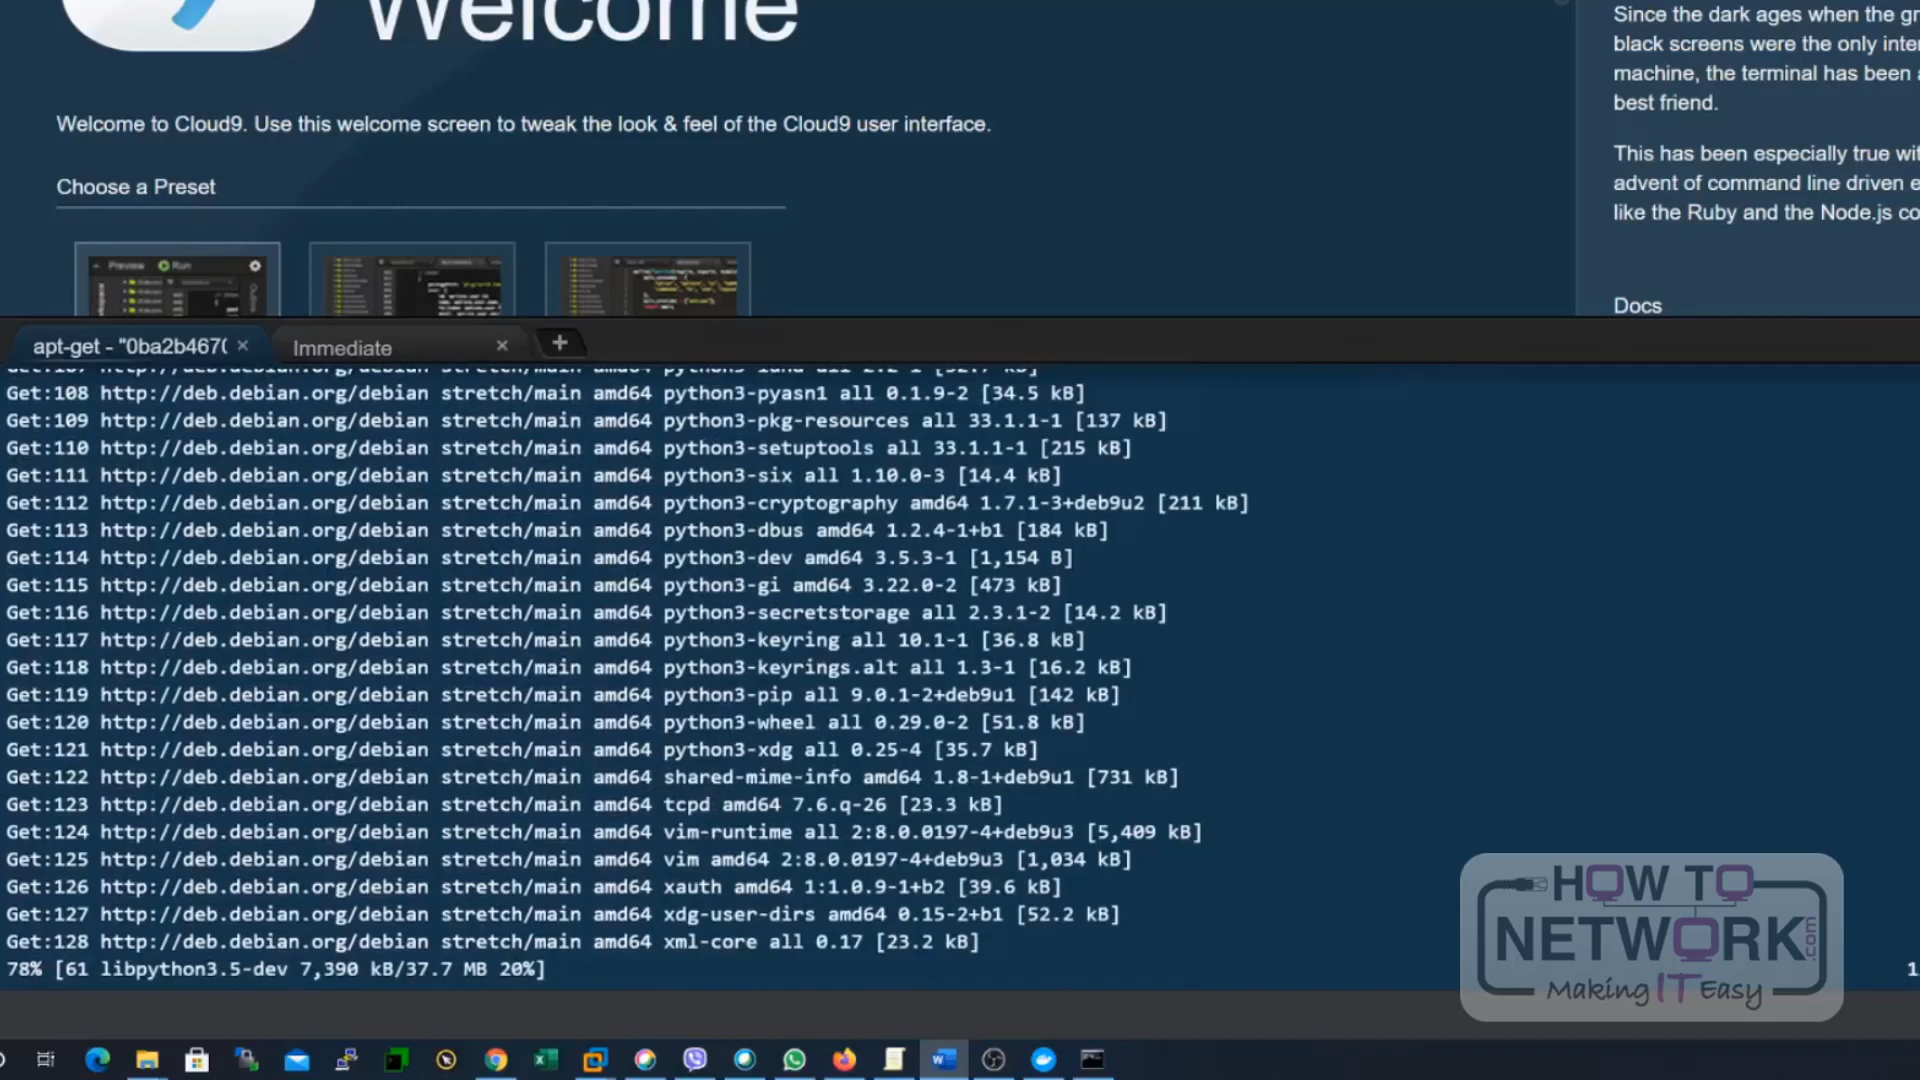 Welcome
Welcome to Cloud9. Use this welcome screen to tweak the look & feel of the Cloud9 user interface.
Choose a Preset
Preview Run
Since the dark ages when the gr
black screens were the only inter
machine, the terminal has been a
best friend.
This has been especially true wit
advent of command line driven e
like the Ruby and the Node.js co
Docs
apt-get - "0ba2b4670
Immediate
Get:108 http://deb.debian.org/debian stretch/main amd64 python3-pyasn1 all 0.1.9-2 [34.5 kB]
Get:109 http://deb.debian.org/debian stretch/main amd64 python3-pkg-resources all 33.1.1-1 [137 kB]
Get:110 http://deb.debian.org/debian stretch/main amd64 python3-setuptools all 33.1.1-1 [215 kB]
Get:111 http://deb.debian.org/debian stretch/main amd64 python3-six all 1.10.0-3 [14.4 kB]
Get:112 http://deb.debian.org/debian stretch/main amd64 python3-cryptography amd64 1.7.1-3+deb9u2 [211 kB]
Get:113 http://deb.debian.org/debian stretch/main amd64 python3-dbus amd64 1.2.4-1+b1 [184 kB]
Get:114 http://deb.debian.org/debian stretch/main amd64 python3-dev amd64 3.5.3-1 [1,154 B]
Get:115 http://deb.debian.org/debian stretch/main amd64 python3-gi amd64 3.22.0-2 [473 kB]
Get:116 http://deb.debian.org/debian stretch/main amd64 python3-secretstorage all 2.3.1-2 [14.2 kB]
Get:117 http://deb.debian.org/debian stretch/main amd64 python3-keyring all 10.1-1 [36.8 kB]
Get:118 http://deb.debian.org/debian stretch/main amd64 python3-keyrings.alt all 1.3-1 [16.2 kB]
Get:119 http://deb.debian.org/debian stretch/main amd64 python3-pip all 9.0.1-2+deb9u1 [142 kB]
Get:120 http://deb.debian.org/debian stretch/main amd64 python3-wheel all 0.29.0-2 [51.8 kB]
Get:121 http://deb.debian.org/debian stretch/main amd64 python3-xdg all 0.25-4 [35.7 kB]
Get:122 http://deb.debian.org/debian stretch/main amd64 shared-mime-info amd64 1.8-1+deb9u1 [731 kB]
Get:123 http://deb.debian.org/debian stretch/main amd64 tcpd amd64 7.6.q-26 [23.3 kB]
Get:124 http://deb.debian.org/debian stretch/main amd64 vim-runtime all 2:8.0.0197-4+deb9u3 [5,409 kB]
Get:125 http://deb.debian.org/debian stretch/main amd64 vim amd64 2:8.0.0197-4+deb9u3 [1,034 kB]
Get:126 http://deb.debian.org/debian stretch/main amd64 xauth amd64 1:1.0.9-1+b2 [39.6 kB]
Get:127 http://deb.debian.org/debian stretch/main amd64 xdg-user-dirs amd64 0.15-2+b1 [52.2 kB]
Get:128 http://deb.debian.org/debian stretch/main amd64 xml-core all 0.17 [23.2 kB]
78% [61 libpython3.5-dev 7,390 kB/37.7 MB 20%]
HOW TO
NETWORK.com
Making IT Easy